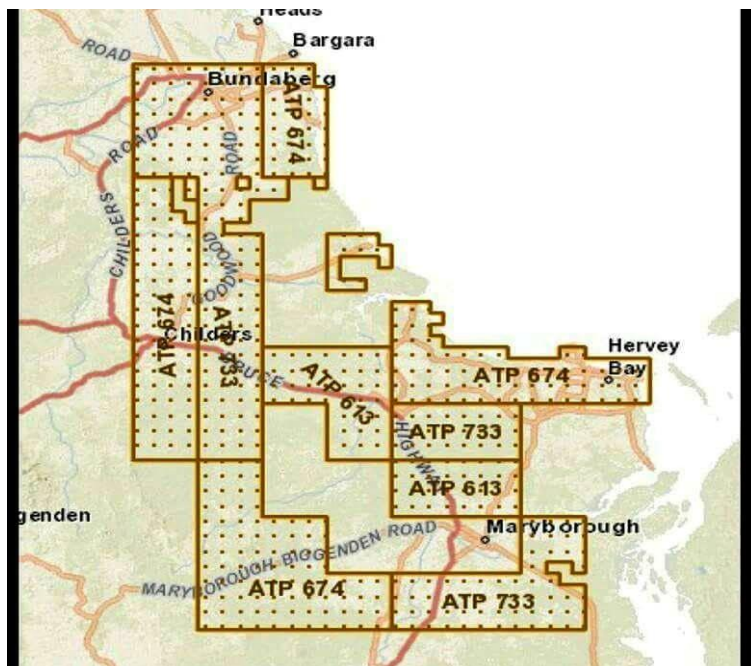 Heads
Bargara
ROAD
Bundaberg
ATP 674
ROAD
ROAD
CHILDERS
GOODWOOD
ATP 674
Childers
ATP 733
BRUCE
ATP 613
Hervey
Bay
ATP 674
HIGHWAY
ATP 733
ATP 613
genden
Maryborough
MARYBOROUGH BIGGENDEN ROAD
ATP 674
ATP 733